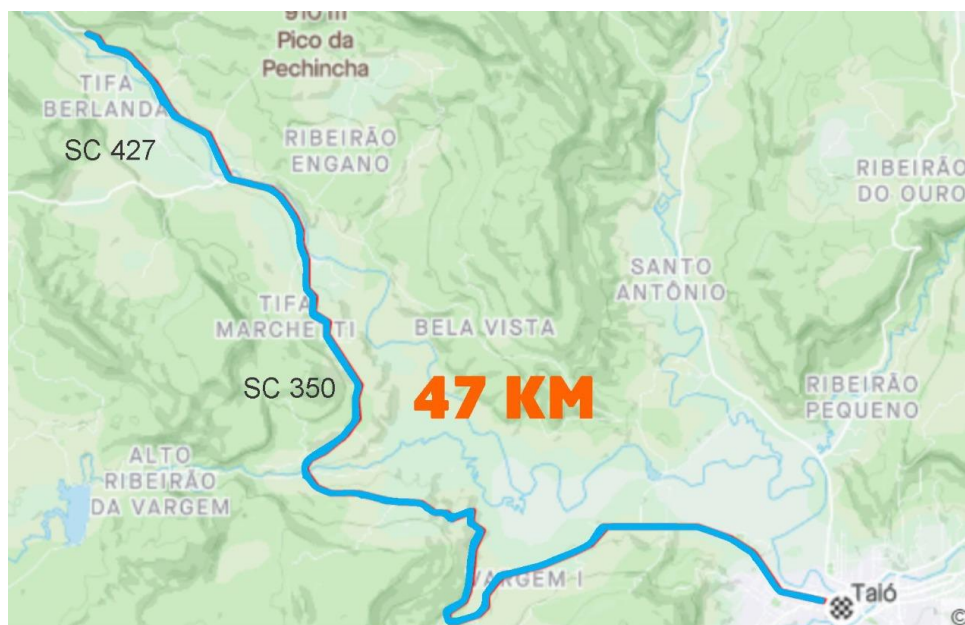 910 m
Pico da
Pechincha
TIFA
BERLANDA
SC 427
RIBEIRÃO
ENGANO
RIBEIRÃO
DO OURO
SANTO
ANTÔNIO
TIFA
MARCHETTI
BELA VISTA
SC 350
47 KM
RIBEIRÃO
PEQUENO
ALTO
RIBEIRÃO
DA VARGEM
VARGEM I
Taió
©